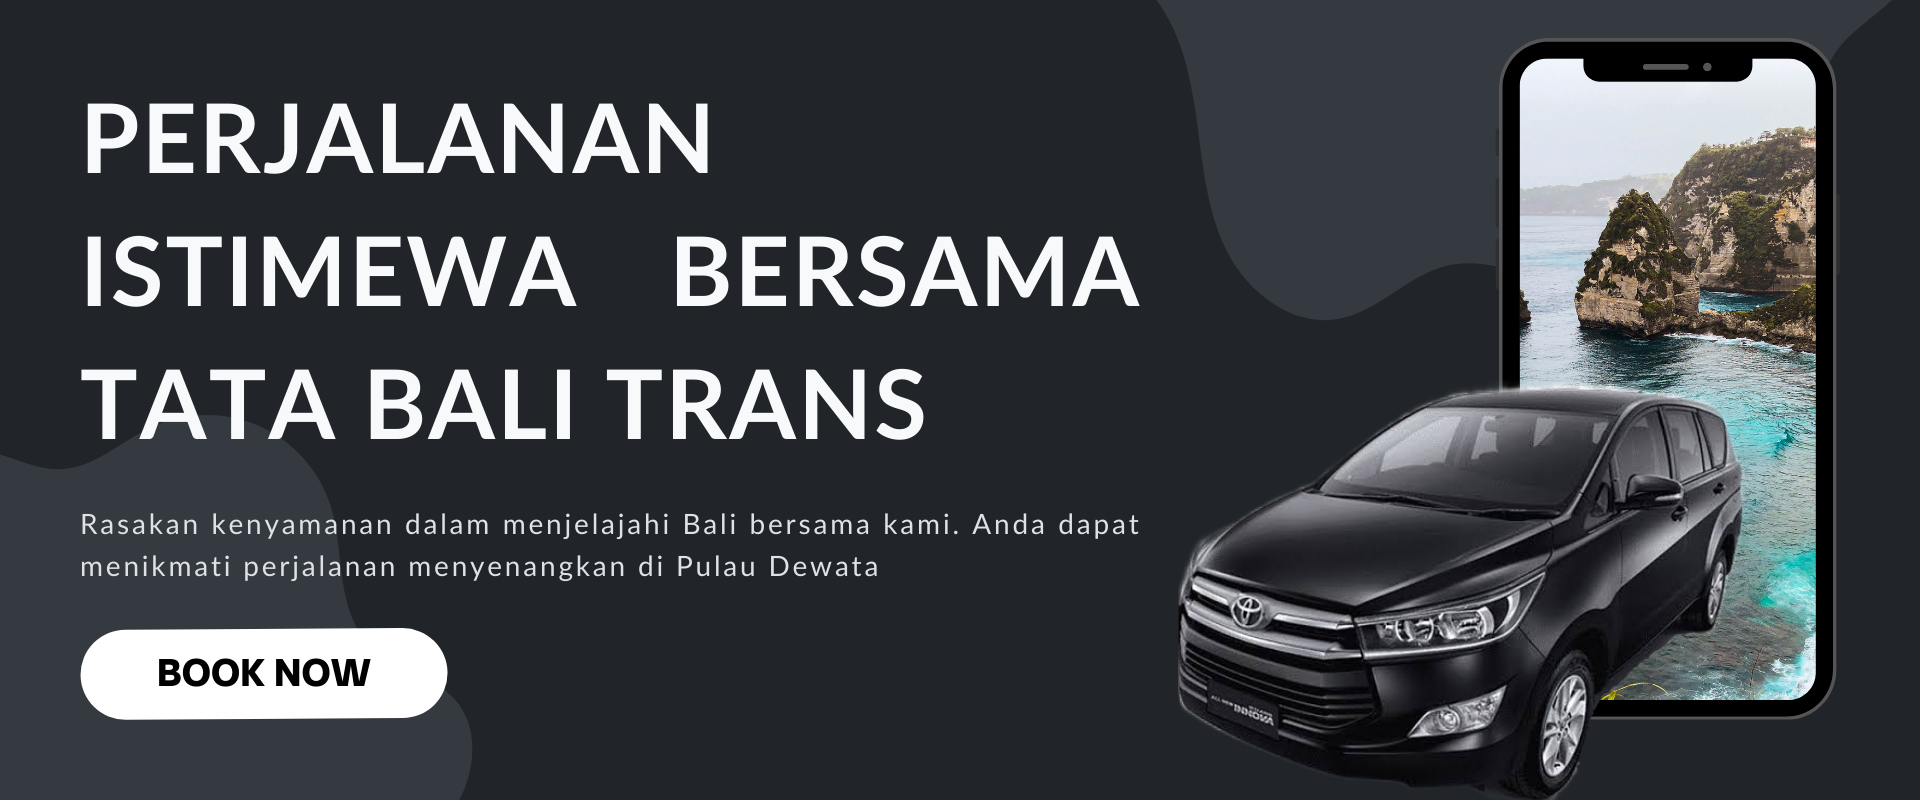 PERJALANAN
ISTIMEWA BERSAMA
TATA BALI TRANS
Rasakan kenyamanan dalam menjelajahi Bali bersama kami. Anda dapat
menikmati perjalanan menyenangkan di Pulau Dewata
BOOK NOW